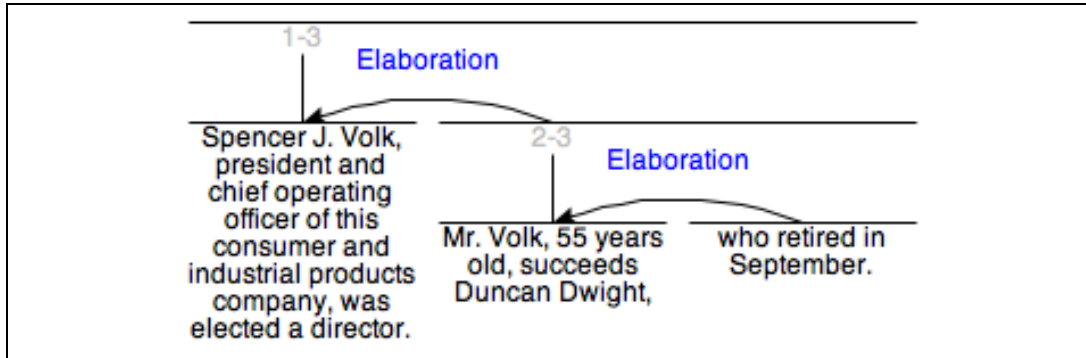 1-3
Elaboration
Spencer J. Volk,
president and
chief operating
officer of this
consumer and
industrial products
company, was
elected a director.
2-3
Elaboration
Mr. Volk, 55 years
old, succeeds
Duncan Dwight,
who retired in
September.